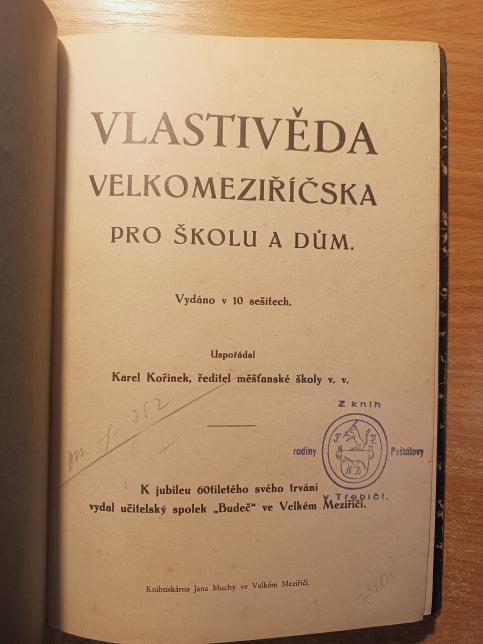 VLASTIVĚDA
VELKOMEZIŘÍČSKA
PRO ŠKOLU A DŮM.
Vydáno v 10 sešitech.
Uspořádal
Karel Kořínek, ředitel měšťanské školy v. v.
Z knih
rodiny Peštálovy
v Třebíči.
K jubileu 60tiletého svého trvání
vydal učitelský spolek „Budeč“ ve Velkém Meziříčí.
Knihtiskárna Jana Muchy ve Velkém Meziříčí.